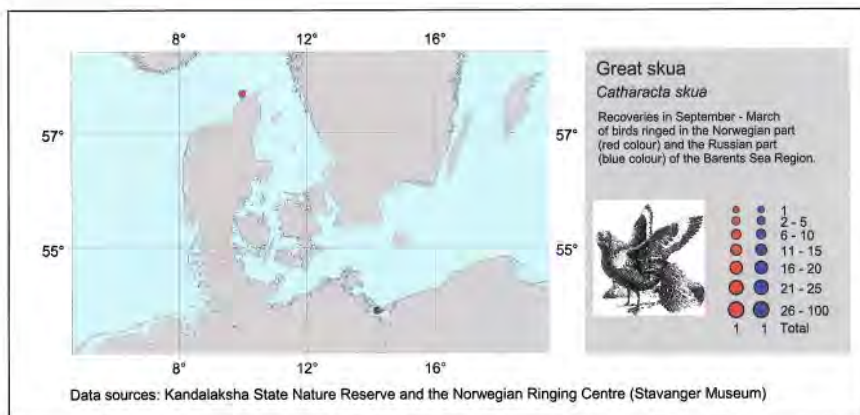 8° 12° 16°
57° 57°
55° 55°
8° 12° 16°
Great skua
Catharacta skua
Recoveries in September - March
of birds ringed in the Norwegian part
(red colour) and the Russian part
(blue colour) of the Barents Sea Region.
1
2 - 5
6 - 10
11 - 15
16 - 20
21 - 25
26 - 100
1 1 Total
Data sources: Kandalaksha State Nature Reserve and the Norwegian Ringing Centre (Stavanger Museum)